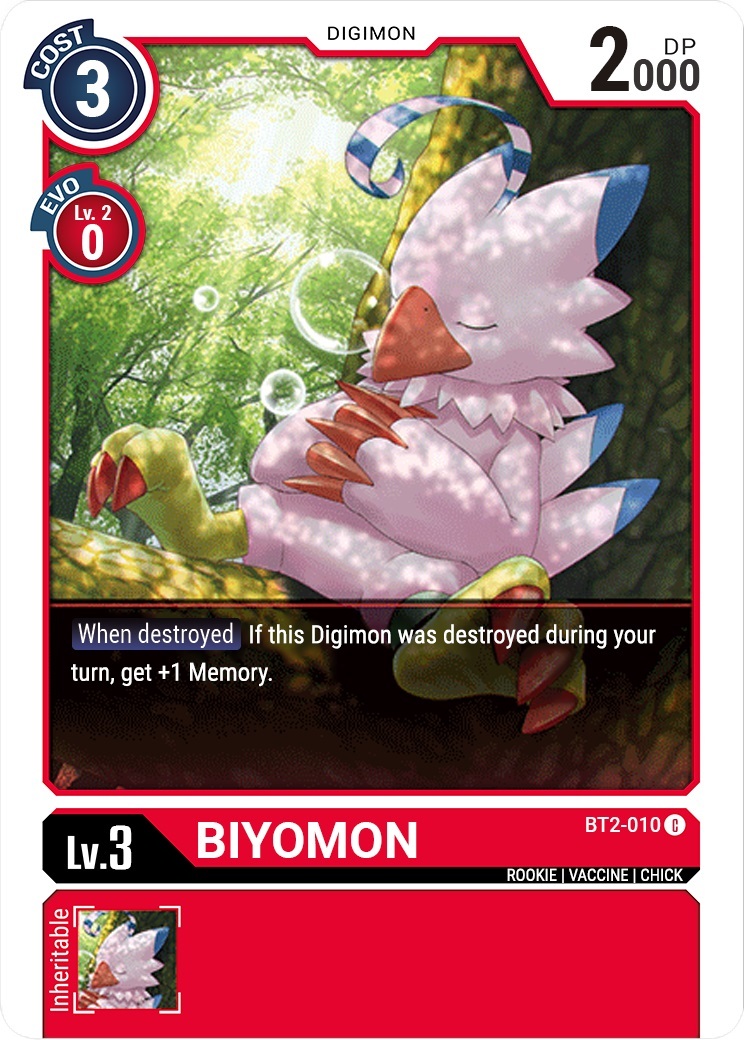 DIGIMON
COST
3
DP
2000
EVO
Lv. 2
0
When destroyed If this Digimon was destroyed during your
turn, get +1 Memory.
Lv.3
BIYOMON
BT2-010 C
ROOKIE | VACCINE | CHICK
Inheritable